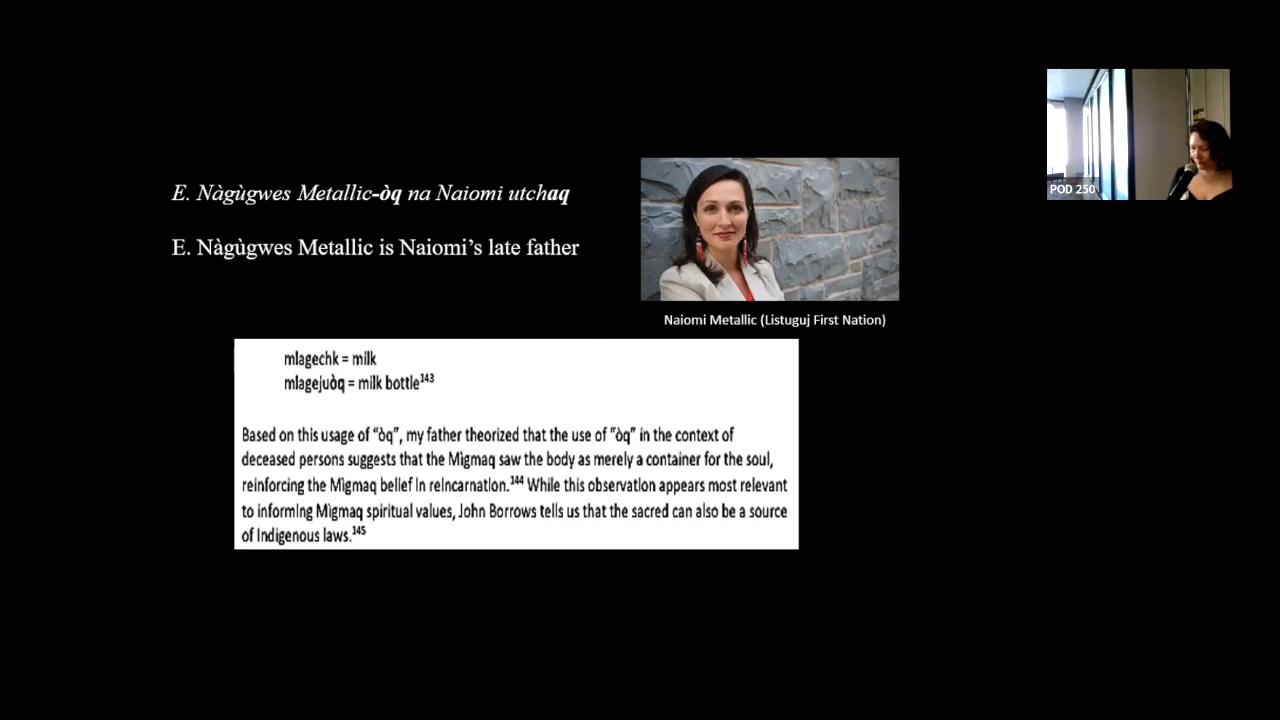 E. Nàgùgwes Metallic-òq na Naiomi utchaq
E. Nàgùgwes Metallic is Naiomi’s late father
Naiomi Metallic (Listuguj First Nation)
mlagechk = milk
mlagejuòq = milk bottle¹⁴³
Based on this usage of “òq”, my father theorized that the use of “òq” in the context of
deceased persons suggests that the Mìgmaq saw the body as merely a container for the soul,
reinforcing the Mìgmaq belief in reincarnation.¹⁴⁴ While this observation appears most relevant
to informing Mìgmaq spiritual values, John Borrows tells us that the sacred can also be a source
of Indigenous laws.¹⁴⁵
POD 250